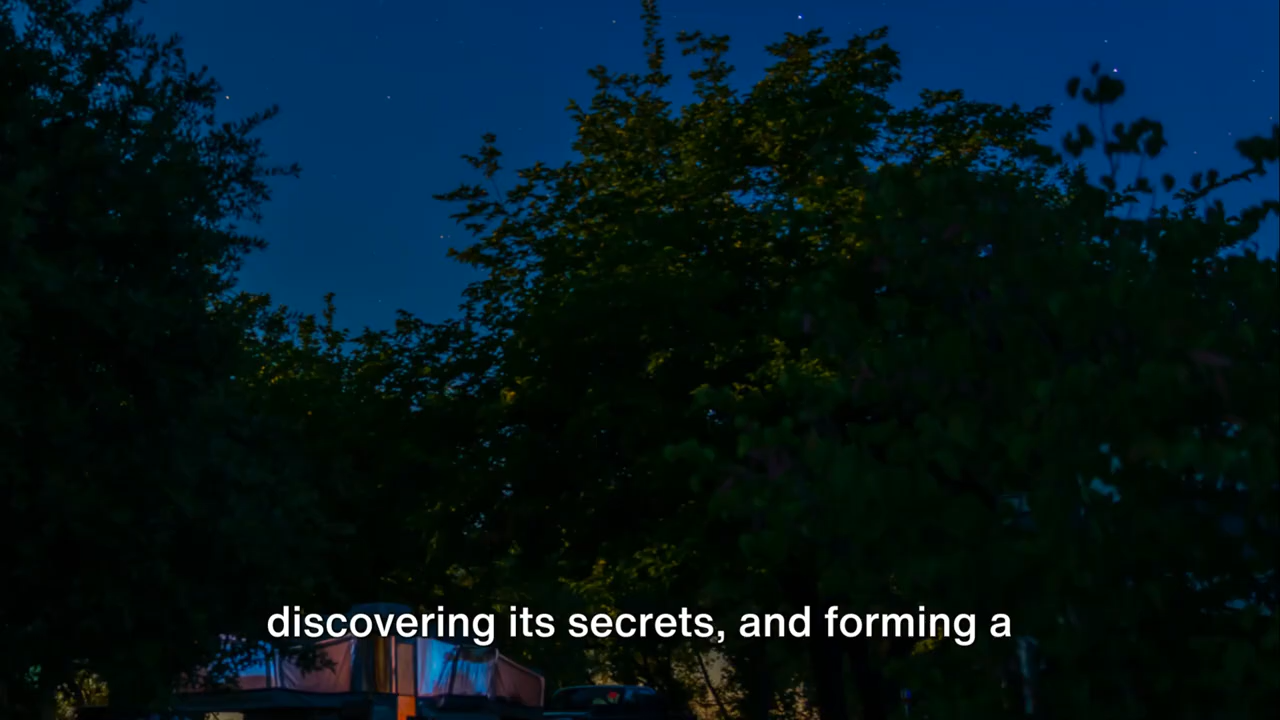 discovering its secrets, and forming a